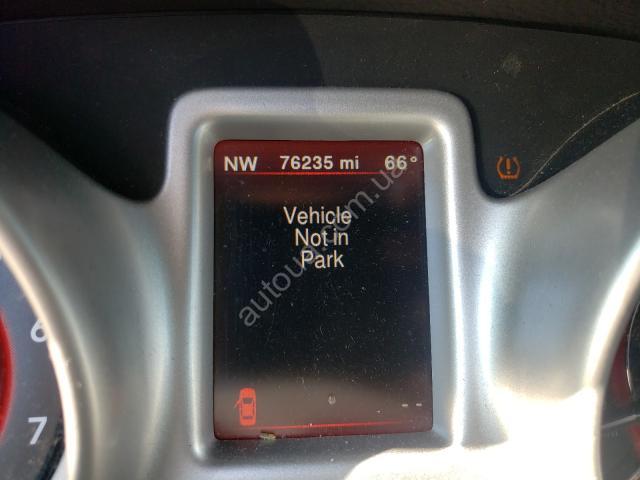 NW 76235 mi 66°
Vehicle
Not in
Park
autoua.com.ua
6
7
- -